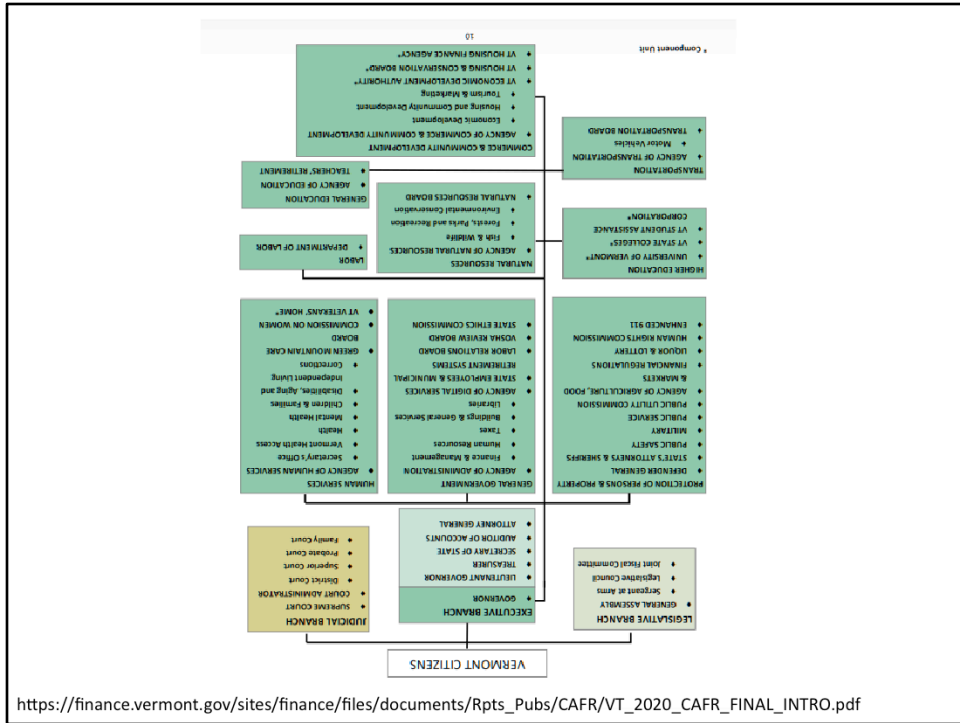 VERMONT CITIZENS
LEGISLATIVE BRANCH
♦ GENERAL ASSEMBLY
♦ Sergeant at Arms
♦ Legislative Council
♦ Joint Fiscal Committee
EXECUTIVE BRANCH
♦ GOVERNOR
♦ LIEUTENANT GOVERNOR
♦ TREASURER
♦ SECRETARY OF STATE
♦ AUDITOR OF ACCOUNTS
♦ ATTORNEY GENERAL
JUDICIAL BRANCH
♦ SUPREME COURT
♦ COURT ADMINISTRATOR
♦ District Court
♦ Superior Court
♦ Probate Court
♦ Family Court
PROTECTION OF PERSONS & PROPERTY
♦ DEFENDER GENERAL
♦ STATE'S ATTORNEYS & SHERIFFS
♦ PUBLIC SAFETY
♦ MILITARY
♦ PUBLIC SERVICE
♦ PUBLIC UTILITY COMMISSION
♦ AGENCY OF AGRICULTURE, FOOD
& MARKETS
♦ FINANCIAL REGULATIONS
♦ LIQUOR & LOTTERY
♦ HUMAN RIGHTS COMMISSION
♦ ENHANCED 911
GENERAL GOVERNMENT
♦ AGENCY OF ADMINISTRATION:
♦ Finance & Management
♦ Human Resources
♦ Taxes
♦ Buildings & General Services
♦ Libraries
♦ AGENCY OF DIGITAL SERVICES
♦ STATE EMPLOYEES & MUNICIPAL
RETIREMENT SYSTEMS
♦ LABOR RELATIONS BOARD
♦ VOSHA REVIEW BOARD
♦ STATE ETHICS COMMISSION
HUMAN SERVICES
♦ AGENCY OF HUMAN SERVICES
♦ Secretary's Office
♦ Vermont Health Access
♦ Health
♦ Mental Health
♦ Children & Families
♦ Disabilities, Aging and
Independent Living
♦ Corrections
♦ GREEN MOUNTAIN CARE
BOARD
♦ COMMISSION ON WOMEN
♦ VT VETERANS' HOME*
HIGHER EDUCATION
♦ UNIVERSITY OF VERMONT*
♦ VT STATE COLLEGES*
♦ VT STUDENT ASSISTANCE
CORPORATION*
NATURAL RESOURCES
♦ AGENCY OF NATURAL RESOURCES
♦ Fish & Wildlife
♦ Forests, Parks and Recreation
♦ Environmental Conservation
♦ NATURAL RESOURCES BOARD
LABOR
♦ DEPARTMENT OF LABOR
TRANSPORTATION
♦ AGENCY OF TRANSPORTATION
♦ Motor Vehicles
♦ TRANSPORTATION BOARD
GENERAL EDUCATION
♦ AGENCY OF EDUCATION
♦ TEACHERS' RETIREMENT
COMMERCE & COMMUNITY DEVELOPMENT
♦ AGENCY OF COMMERCE & COMMUNITY DEVELOPMENT
♦ Economic Development
♦ Housing and Community Development
♦ Tourism & Marketing
♦ VT ECONOMIC DEVELOPMENT AUTHORITY*
♦ VT HOUSING & CONSERVATION BOARD*
♦ VT HOUSING FINANCE AGENCY*
* Component Unit
10
https://finance.vermont.gov/sites/finance/files/documents/Rpts_Pubs/CAFR/VT_2020_CAFR_FINAL_INTRO.pdf